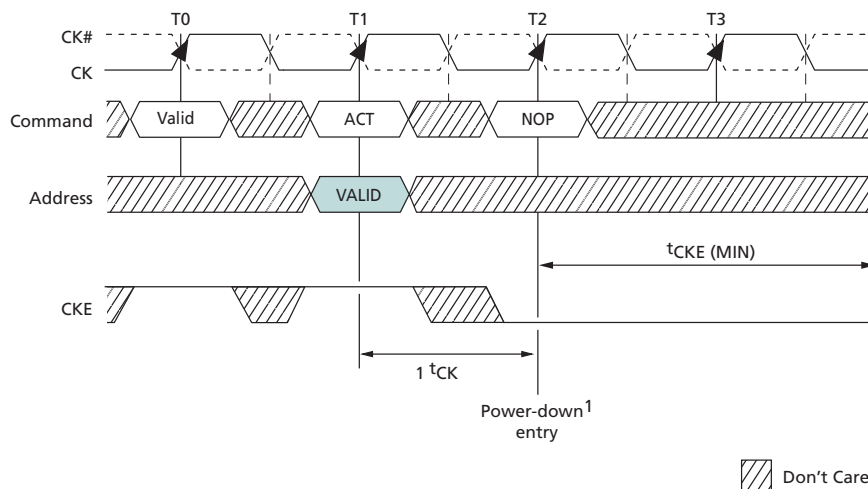 T0 T1 T2 T3
CK#
CK
Command Valid ACT NOP
Address VALID
tCKE (MIN)
CKE
1 tCK
Power-down1
entry
Don't Care